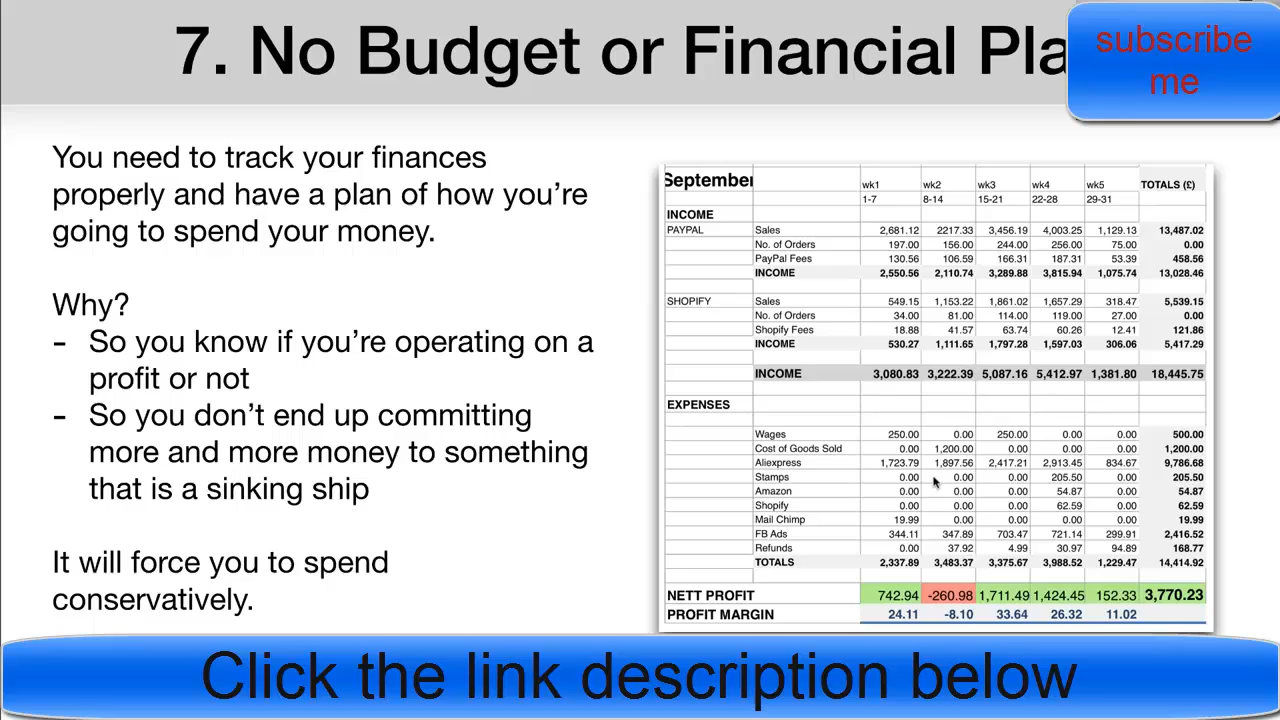 7. No Budget or Financial Pla
subscribe
me
You need to track your finances
properly and have a plan of how you’re
going to spend your money.
Why?
- So you know if you’re operating on a
profit or not
- So you don’t end up committing
more and more money to something
that is a sinking ship
It will force you to spend
conservatively.
September wk1 wk2 wk3 wk4 wk5 TOTALS (£)
1-7 8-14 15-21 22-28 29-31
INCOME
PAYPAL Sales 2,681.12 2217.33 3,456.19 4,003.25 1,129.13 13,487.02
No. of Orders 197.00 156.00 244.00 256.00 75.00 0.00
PayPal Fees 130.56 106.59 166.31 187.31 53.39 458.56
INCOME 2,550.56 2,110.74 3,289.88 3,815.94 1,075.74 13,028.46
SHOPIFY Sales 549.15 1,153.22 1,861.02 1,657.29 318.47 5,539.15
No. of Orders 34.00 81.00 114.00 119.00 27.00 0.00
Shopify Fees 18.88 41.57 63.74 60.26 12.41 121.86
INCOME 530.27 1,111.65 1,797.28 1,597.03 306.06 5,417.29
INCOME 3,080.83 3,222.39 5,087.16 5,412.97 1,381.80 18,445.75
EXPENSES
Wages 250.00 0.00 250.00 0.00 0.00 500.00
Cost of Goods Sold 0.00 1,200.00 0.00 0.00 0.00 1,200.00
Aliexpress 1,723.79 1,897.56 2,417.21 2,913.45 834.67 9,786.68
Stamps 0.00 0.00 0.00 205.50 0.00 205.50
Amazon 0.00 0.00 0.00 54.87 0.00 54.87
Shopify 0.00 0.00 0.00 62.59 0.00 62.59
Mail Chimp 19.99 0.00 0.00 0.00 0.00 19.99
FB Ads 344.11 347.89 703.47 721.14 299.91 2,416.52
Refunds 0.00 37.92 4.99 30.97 94.89 168.77
TOTALS 2,337.89 3,483.37 3,375.67 3,988.52 1,229.47 14,414.92
NETT PROFIT 742.94 -260.98 1,711.49 1,424.45 152.33 3,770.23
PROFIT MARGIN 24.11 -8.10 33.64 26.32 11.02
Click the link description below